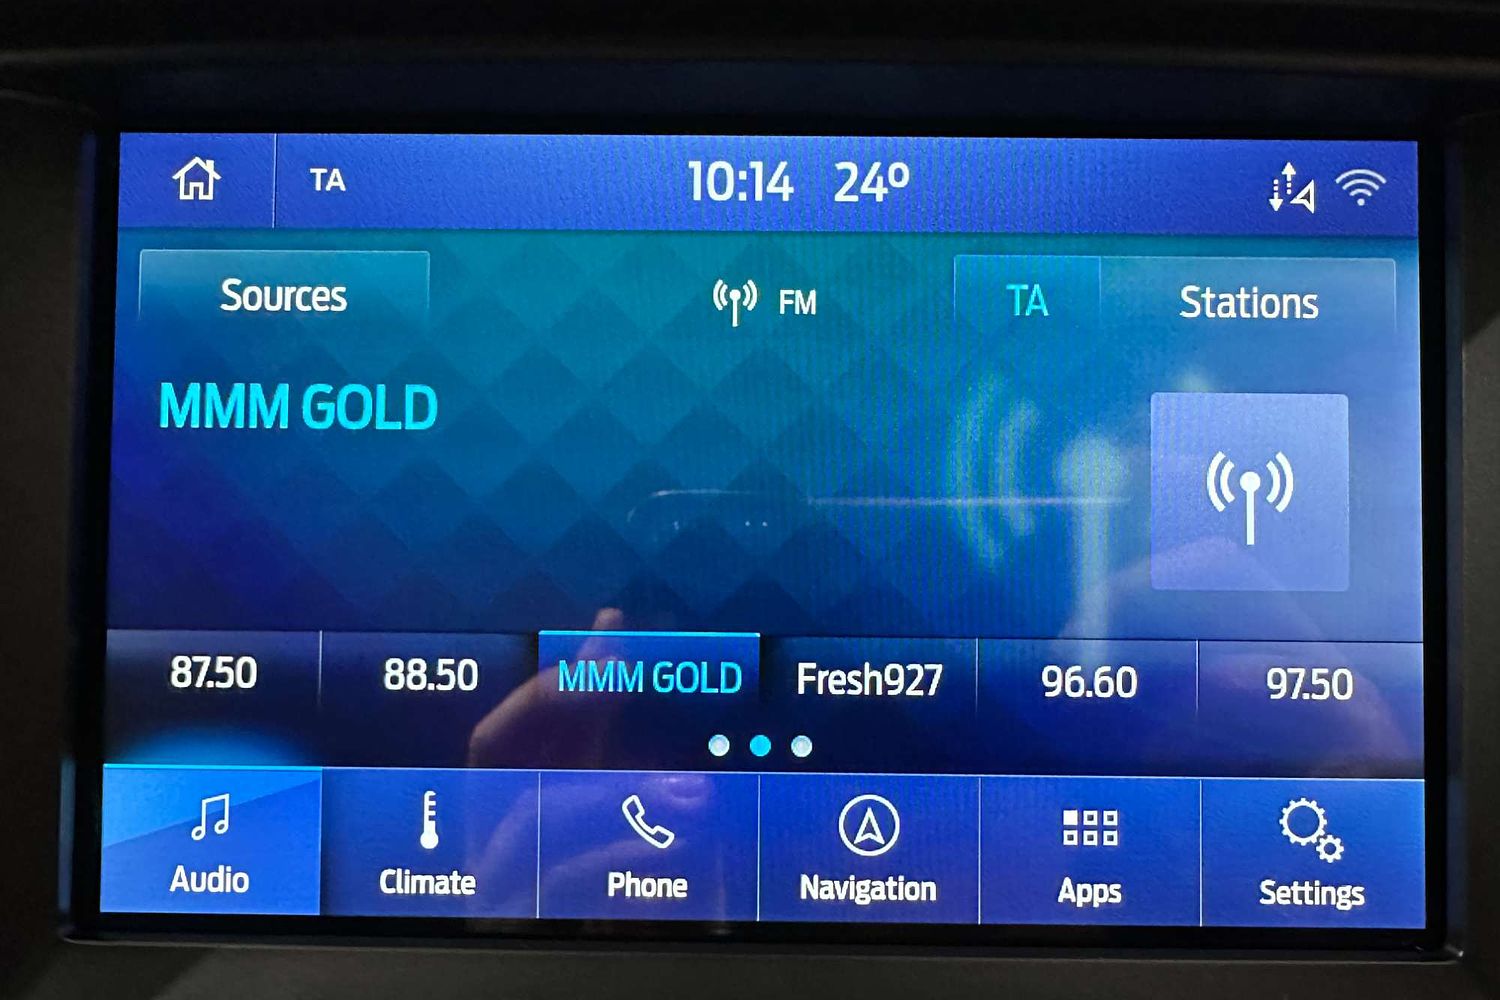 TA 10:14 24º
Sources FM TA Stations
MMM GOLD
87.50 88.50 MMM GOLD Fresh927 96.60 97.50
Audio Climate Phone Navigation Apps Settings